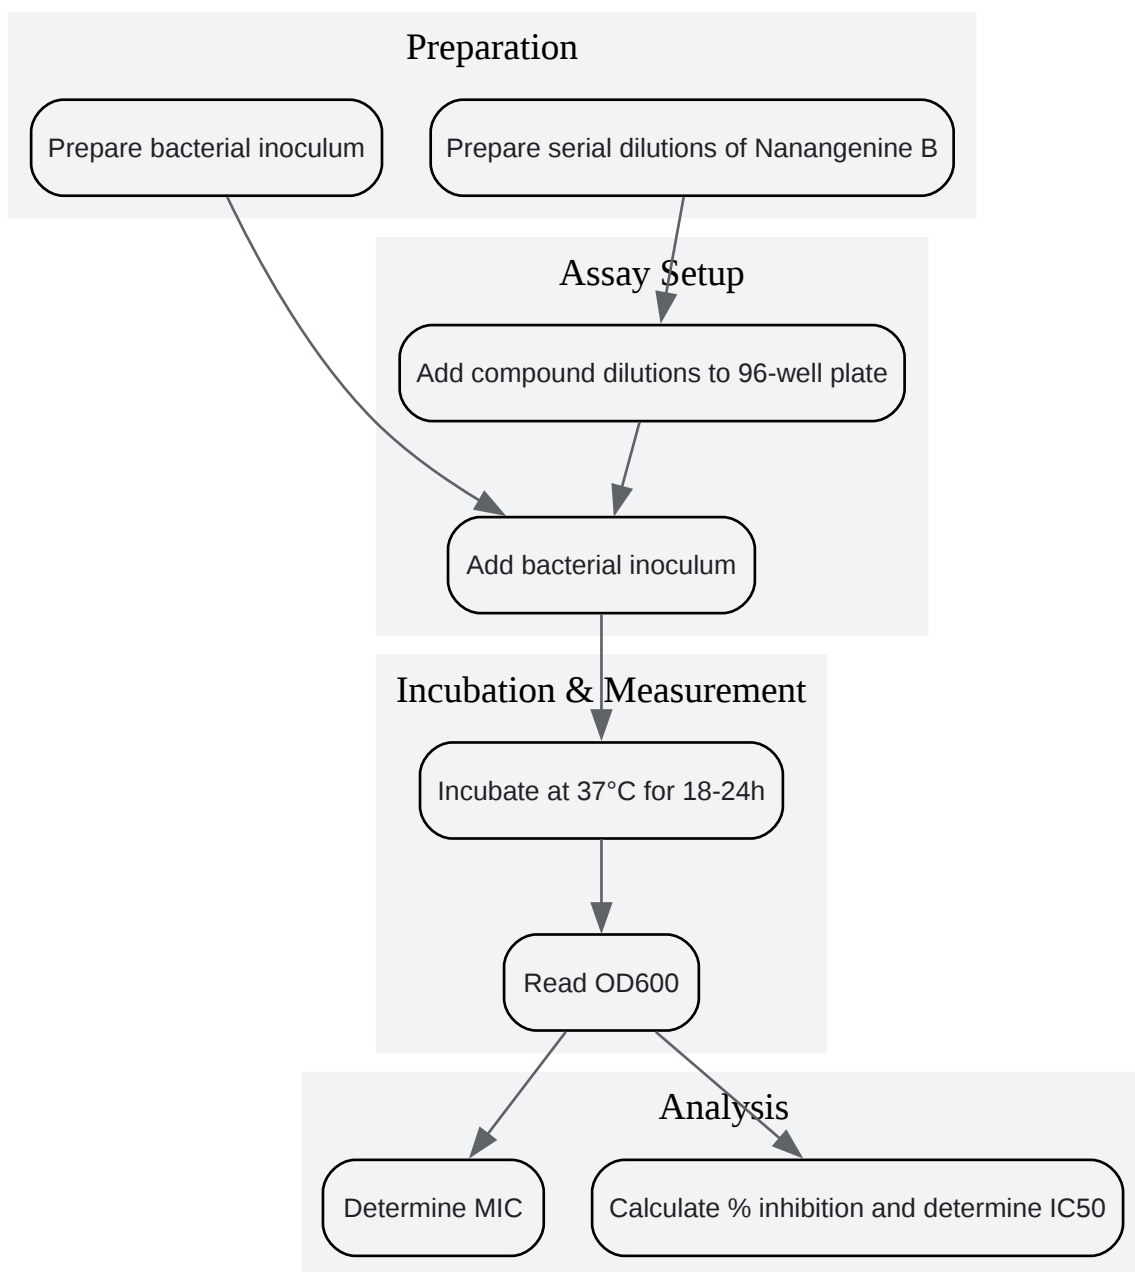 Preparation
Prepare bacterial inoculum
Prepare serial dilutions of Nanangenine B
Assay Setup
Add compound dilutions to 96-well plate
Add bacterial inoculum
Incubation & Measurement
Incubate at 37°C for 18-24h
Read OD600
Analysis
Determine MIC
Calculate % inhibition and determine IC50